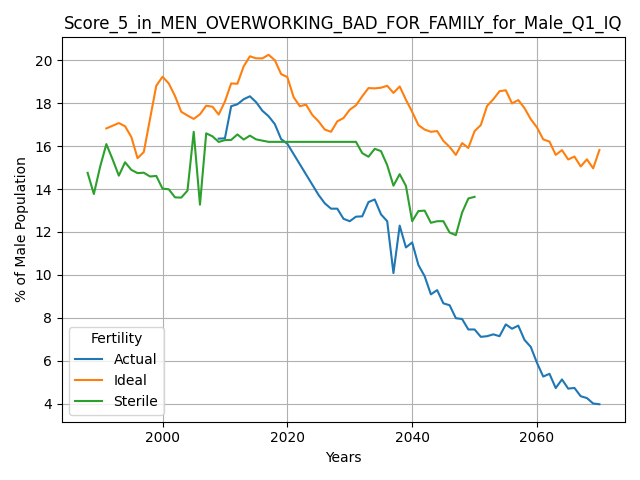 Score_5_in_MEN_OVERWORKING_BAD_FOR_FAMILY_for_Male_Q1_IQ
% of Male Population
20
18
16
14
12
10
8
6
4
Fertility
Actual
Ideal
Sterile
2000
2020
2040
2060
Years